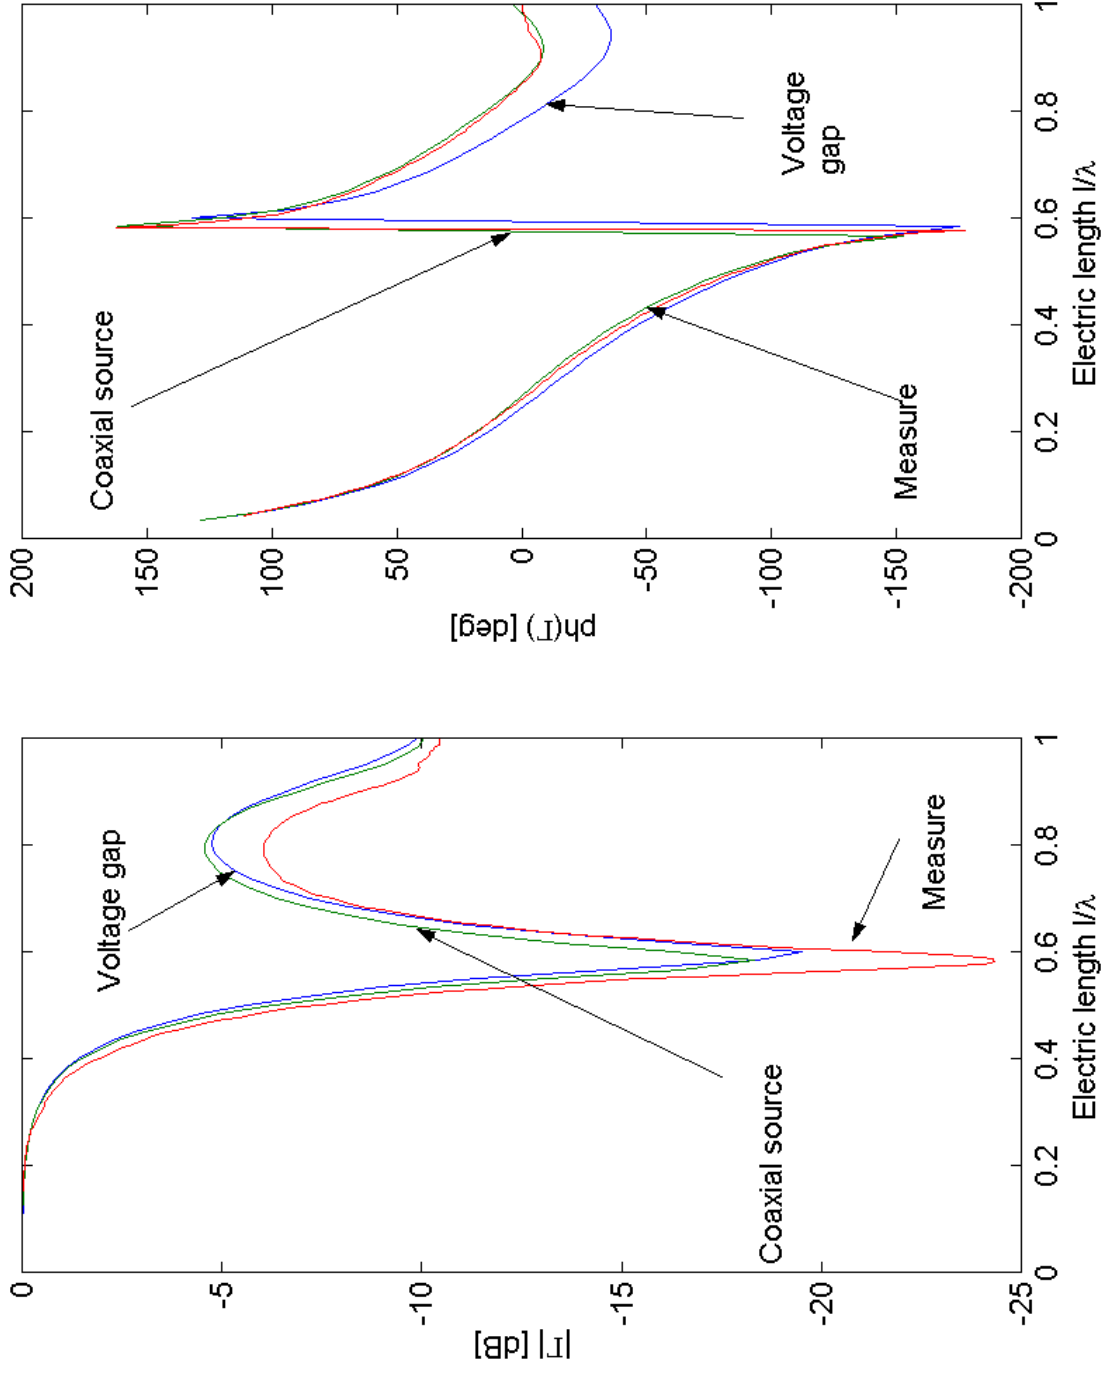 0
-5
-10
-15
-20
-25
|Γ| [dB]
0
0.2
0.4
0.6
0.8
1
Electric length l/λ
Voltage gap
Coaxial source
Measure
200
150
100
50
0
-50
-100
-150
-200
ph(Γ) [deg]
0
0.2
0.4
0.6
0.8
1
Electric length l/λ
Coaxial source
Voltage
gap
Measure